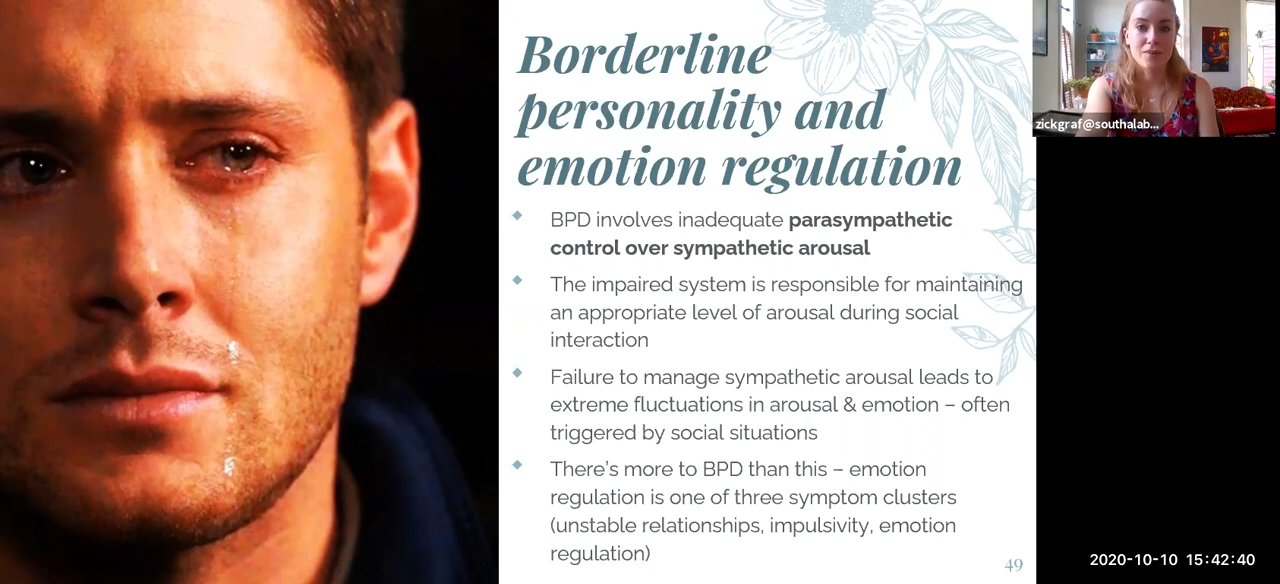 Borderline
personality and
emotion regulation
BPD involves inadequate parasympathetic
control over sympathetic arousal
The impaired system is responsible for maintaining
an appropriate level of arousal during social
interaction
Failure to manage sympathetic arousal leads to
extreme fluctuations in arousal & emotion – often
triggered by social situations
There's more to BPD than this – emotion
regulation is one of three symptom clusters
(unstable relationships, impulsivity, emotion
regulation)
49
zickgraf@southalab...
2020-10-10 15:42:40